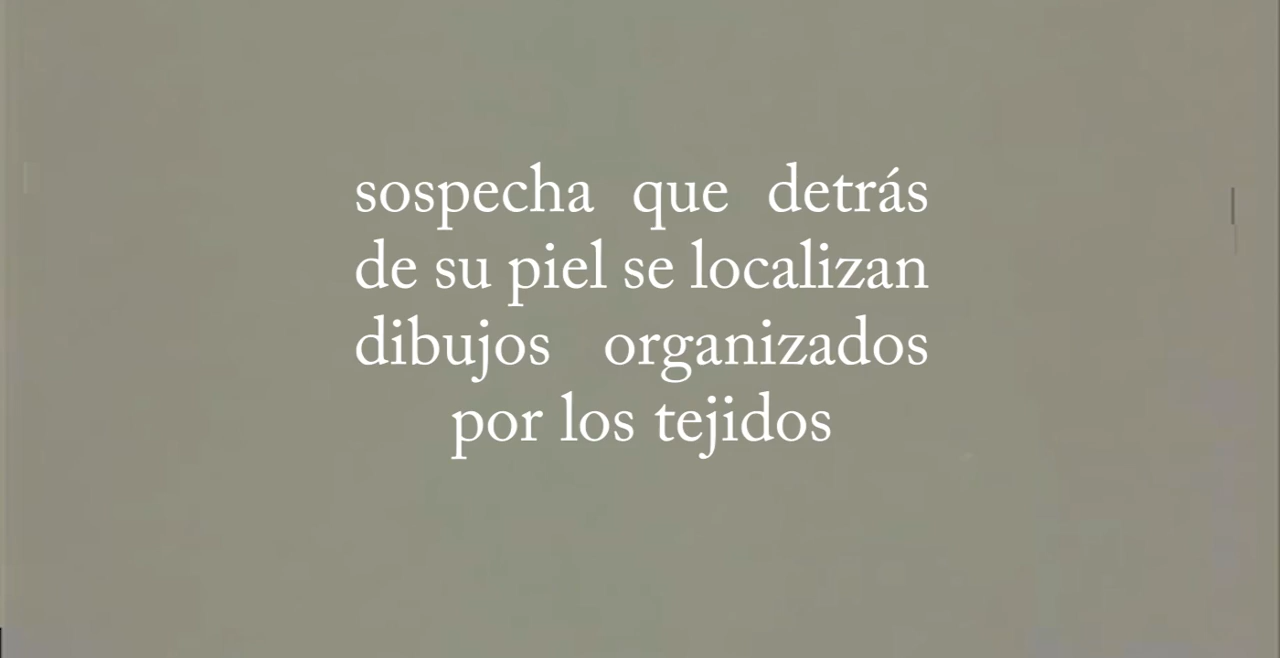 sospecha que detrás
de su piel se localizan
dibujos organizados
por los tejidos